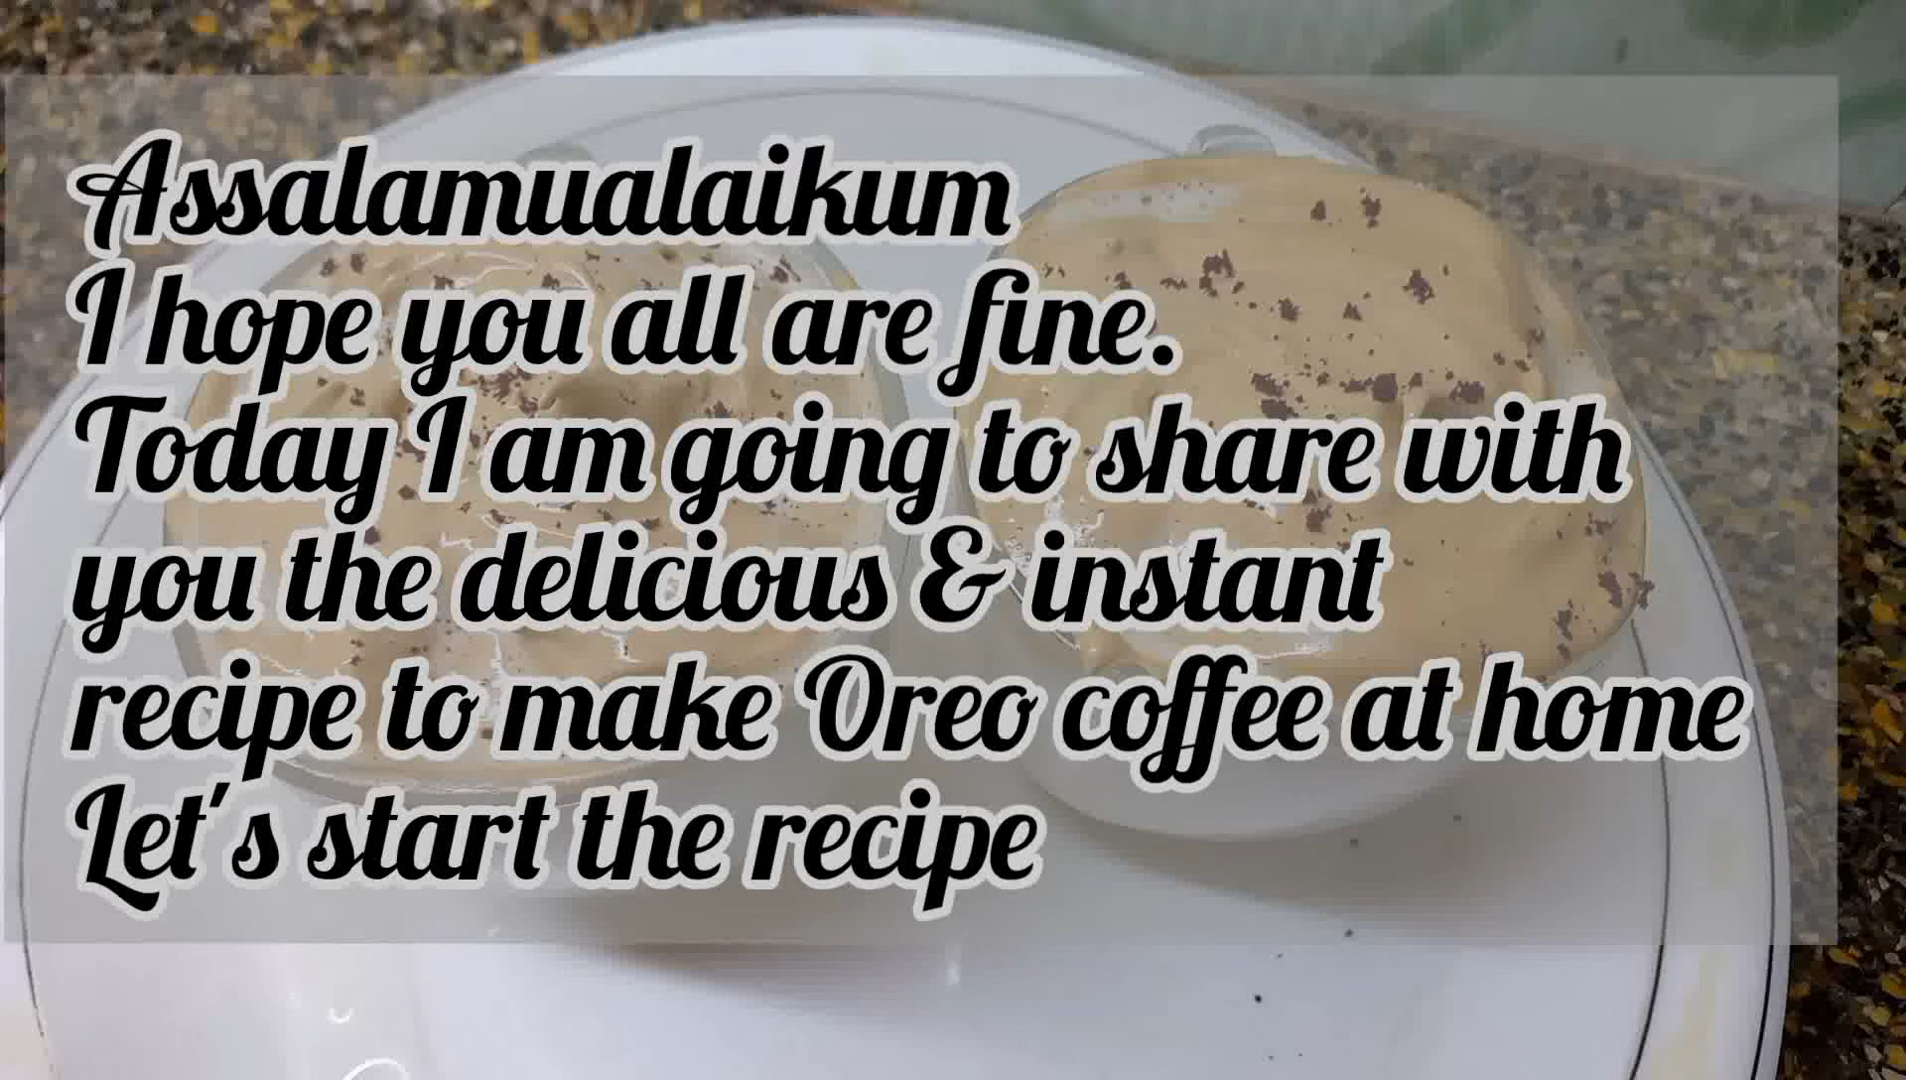 Assalamualaikum
I hope you all are fine.
Today I am going to share with
you the delicious & instant
recipe to make Oreo coffee at home
Let's start the recipe